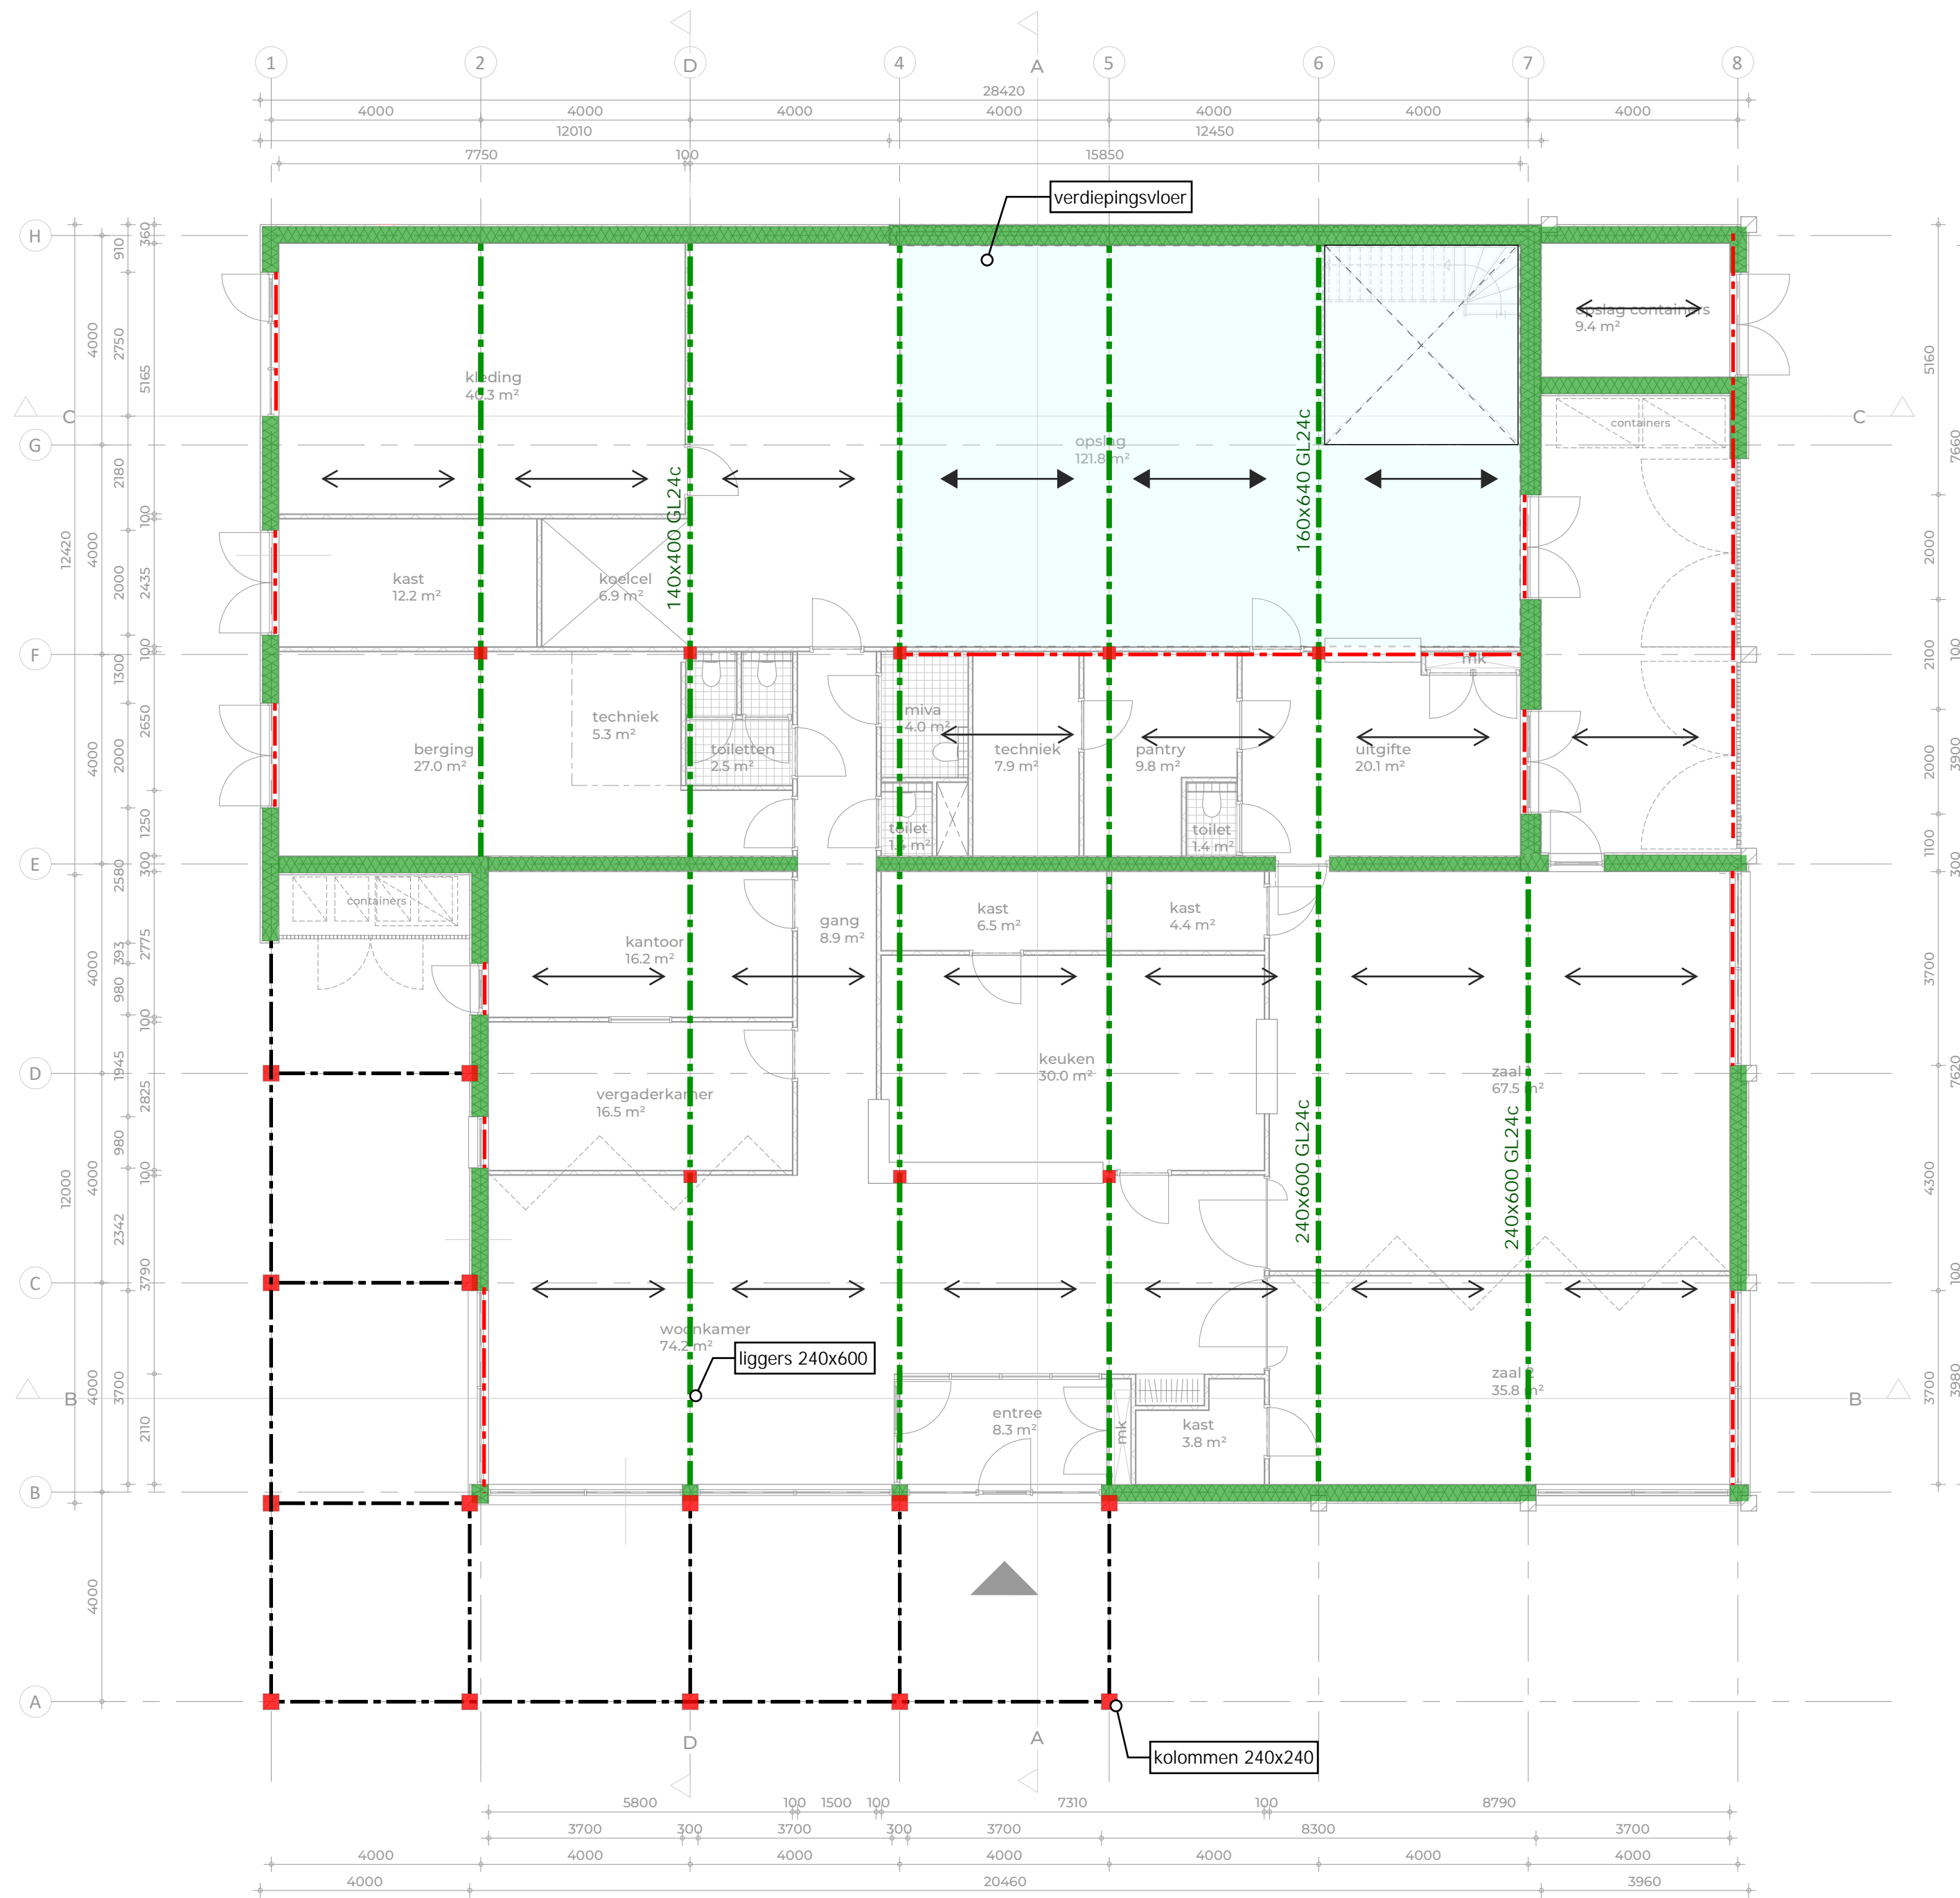 D
A
1
2
4
5
6
7
8
28420
4000
4000
4000
4000
4000
4000
4000
12010
12450
7750
100
15850
verdiepingsvloer
H
G
F
E
D
C
B
A
C
C
B
B
910
360
4000
2750
5165
2180
100
12420
4000
2000
2435
1300
100
2650
4000
2000
1250
2580
300
393
2775
4000
980
100
1945
2825
980
12000
4000
100
2342
3790
4000
3700
2110
4000
5160
7660
2000
2100
100
3900
2000
1100
300
3700
7620
4300
100
3700
3980
kleding
40.3 m²
opslag
121.8 m²
opslag containers
9.4 m²
containers
140x400 GL24c
160x640 GL24c
kast
12.2 m²
koelcel
6.9 m²
berging
27.0 m²
techniek
5.3 m²
toiletten
2.5 m²
miva
4.0 m²
techniek
7.9 m²
pantry
9.8 m²
uitgifte
20.1 m²
mk
toilet
1.4 m²
toilet
1.4 m²
containers
kantoor
16.2 m²
gang
8.9 m²
kast
6.5 m²
kast
4.4 m²
vergaderkamer
16.5 m²
keuken
30.0 m²
zaal
67.5 m²
240x600 GL24c
240x600 GL24c
woonkamer
74.2 m²
liggers 240x600
entree
8.3 m²
mk
kast
3.8 m²
zaal 2
35.8 m²
D
A
kolommen 240x240
5800
100
1500
100
7310
100
8790
3700
300
3700
300
3700
8300
3700
4000
4000
4000
4000
4000
4000
4000
4000
20460
3960